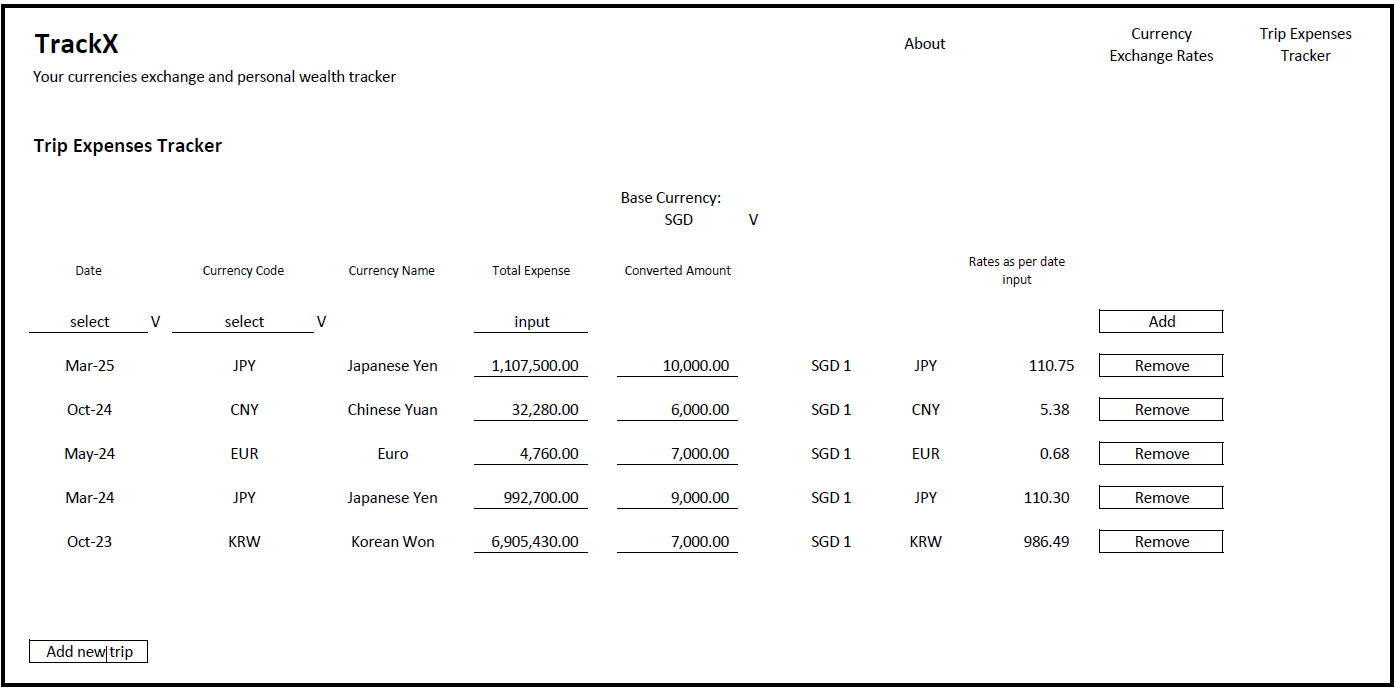 TrackX
Your currencies exchange and personal wealth tracker
About
Currency
Exchange Rates
Trip Expenses
Tracker
Trip Expenses Tracker
Base Currency:
SGD V
Date Currency Code Currency Name Total Expense Converted Amount Rates as per date
input
select V select V input Add
Mar-25 JPY Japanese Yen 1,107,500.00 10,000.00 SGD 1 JPY 110.75 Remove
Oct-24 CNY Chinese Yuan 32,280.00 6,000.00 SGD 1 CNY 5.38 Remove
May-24 EUR Euro 4,760.00 7,000.00 SGD 1 EUR 0.68 Remove
Mar-24 JPY Japanese Yen 992,700.00 9,000.00 SGD 1 JPY 110.30 Remove
Oct-23 KRW Korean Won 6,905,430.00 7,000.00 SGD 1 KRW 986.49 Remove
Add new trip